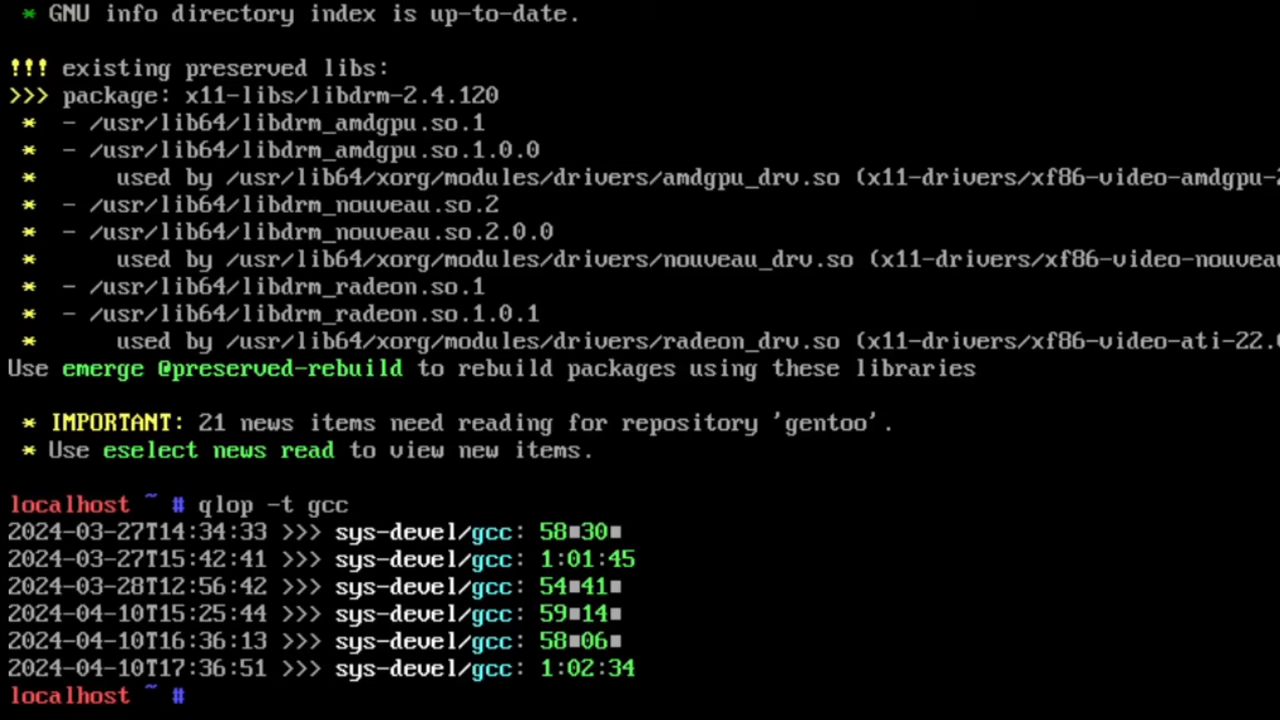 * GNU info directory index is up-to-date.
!!! existing preserved libs:
>>> package: x11-libs/libdrm-2.4.120
* - /usr/lib64/libdrm_amdgpu.so.1
* - /usr/lib64/libdrm_amdgpu.so.1.0.0
* used by /usr/lib64/xorg/modules/drivers/amdgpu_drv.so (x11-drivers/xf86-video-amdgpu-2
* - /usr/lib64/libdrm_nouveau.so.2
* - /usr/lib64/libdrm_nouveau.so.2.0.0
* used by /usr/lib64/xorg/modules/drivers/nouveau_drv.so (x11-drivers/xf86-video-nouveau
* - /usr/lib64/libdrm_radeon.so.1
* - /usr/lib64/libdrm_radeon.so.1.0.1
* used by /usr/lib64/xorg/modules/drivers/radeon_drv.so (x11-drivers/xf86-video-ati-22.0
Use emerge @preserved-rebuild to rebuild packages using these libraries
* IMPORTANT: 21 news items need reading for repository 'gentoo'.
* Use eselect news read to view new items.
localhost ~ # qlop -t gcc
2024-03-27T14:34:33 >>> sys-devel/gcc: 58■30■
2024-03-27T15:42:41 >>> sys-devel/gcc: 1:01:45
2024-03-28T12:56:42 >>> sys-devel/gcc: 54■41■
2024-04-10T15:25:44 >>> sys-devel/gcc: 59■14■
2024-04-10T16:36:13 >>> sys-devel/gcc: 58■06■
2024-04-10T17:36:51 >>> sys-devel/gcc: 1:02:34
localhost ~ #